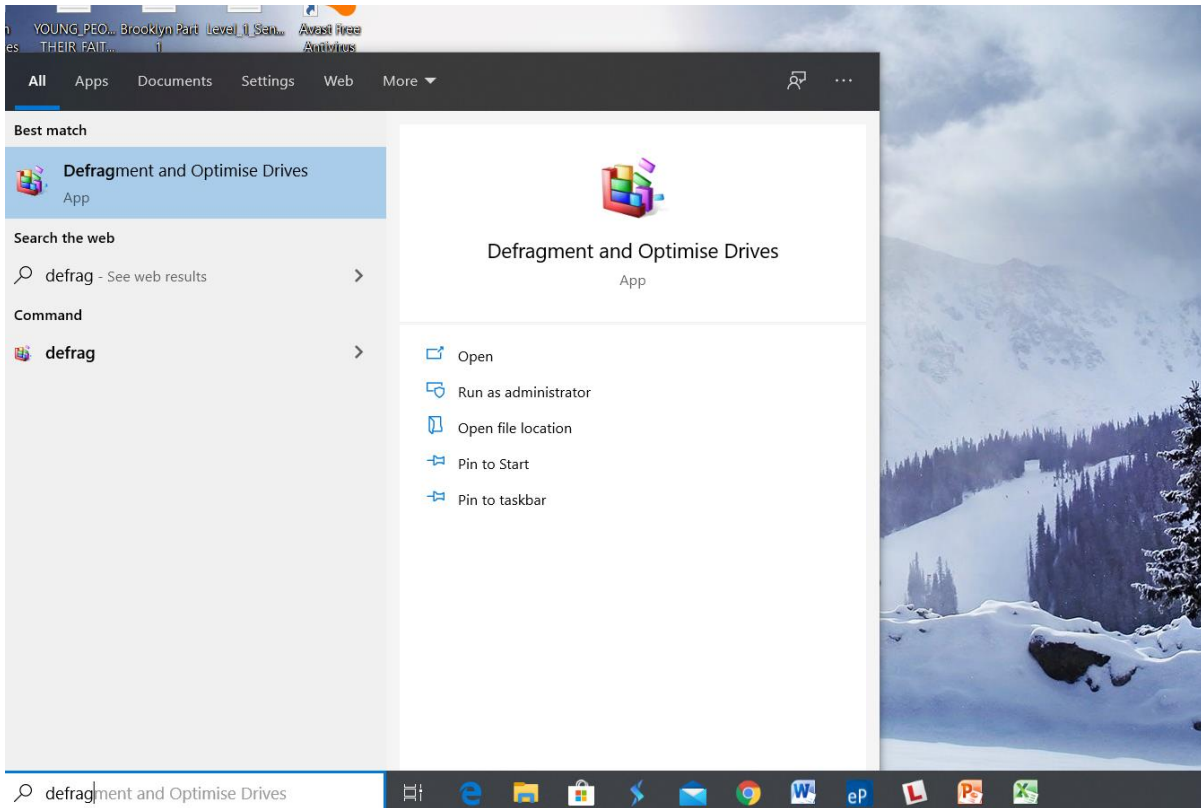 YOUNG_PEO... Brooklyn Part Level_1_Sen... Avast Free
es THEIR FAIT... 1 Antivirus
All Apps Documents Settings Web More
Best match
Defragment and Optimise Drives
App
Search the web
defrag - See web results
Command
defrag
Defragment and Optimise Drives
App
Open
Run as administrator
Open file location
Pin to Start
Pin to taskbar
defragment and Optimise Drives
W eP L P X